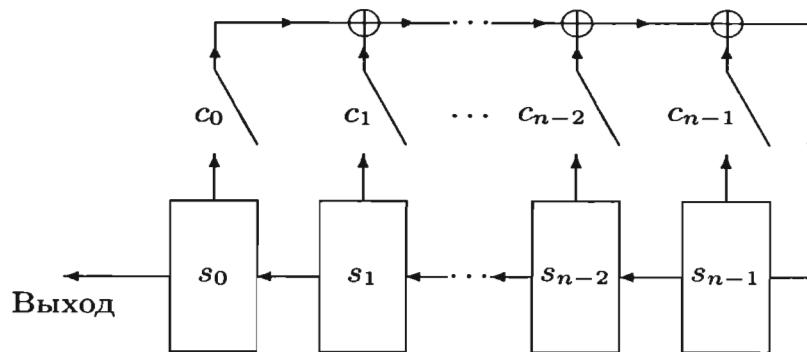 c₀ c₁ ··· cₙ₋₂ cₙ₋₁
s₀ s₁ ··· sₙ₋₂ sₙ₋₁
Выход